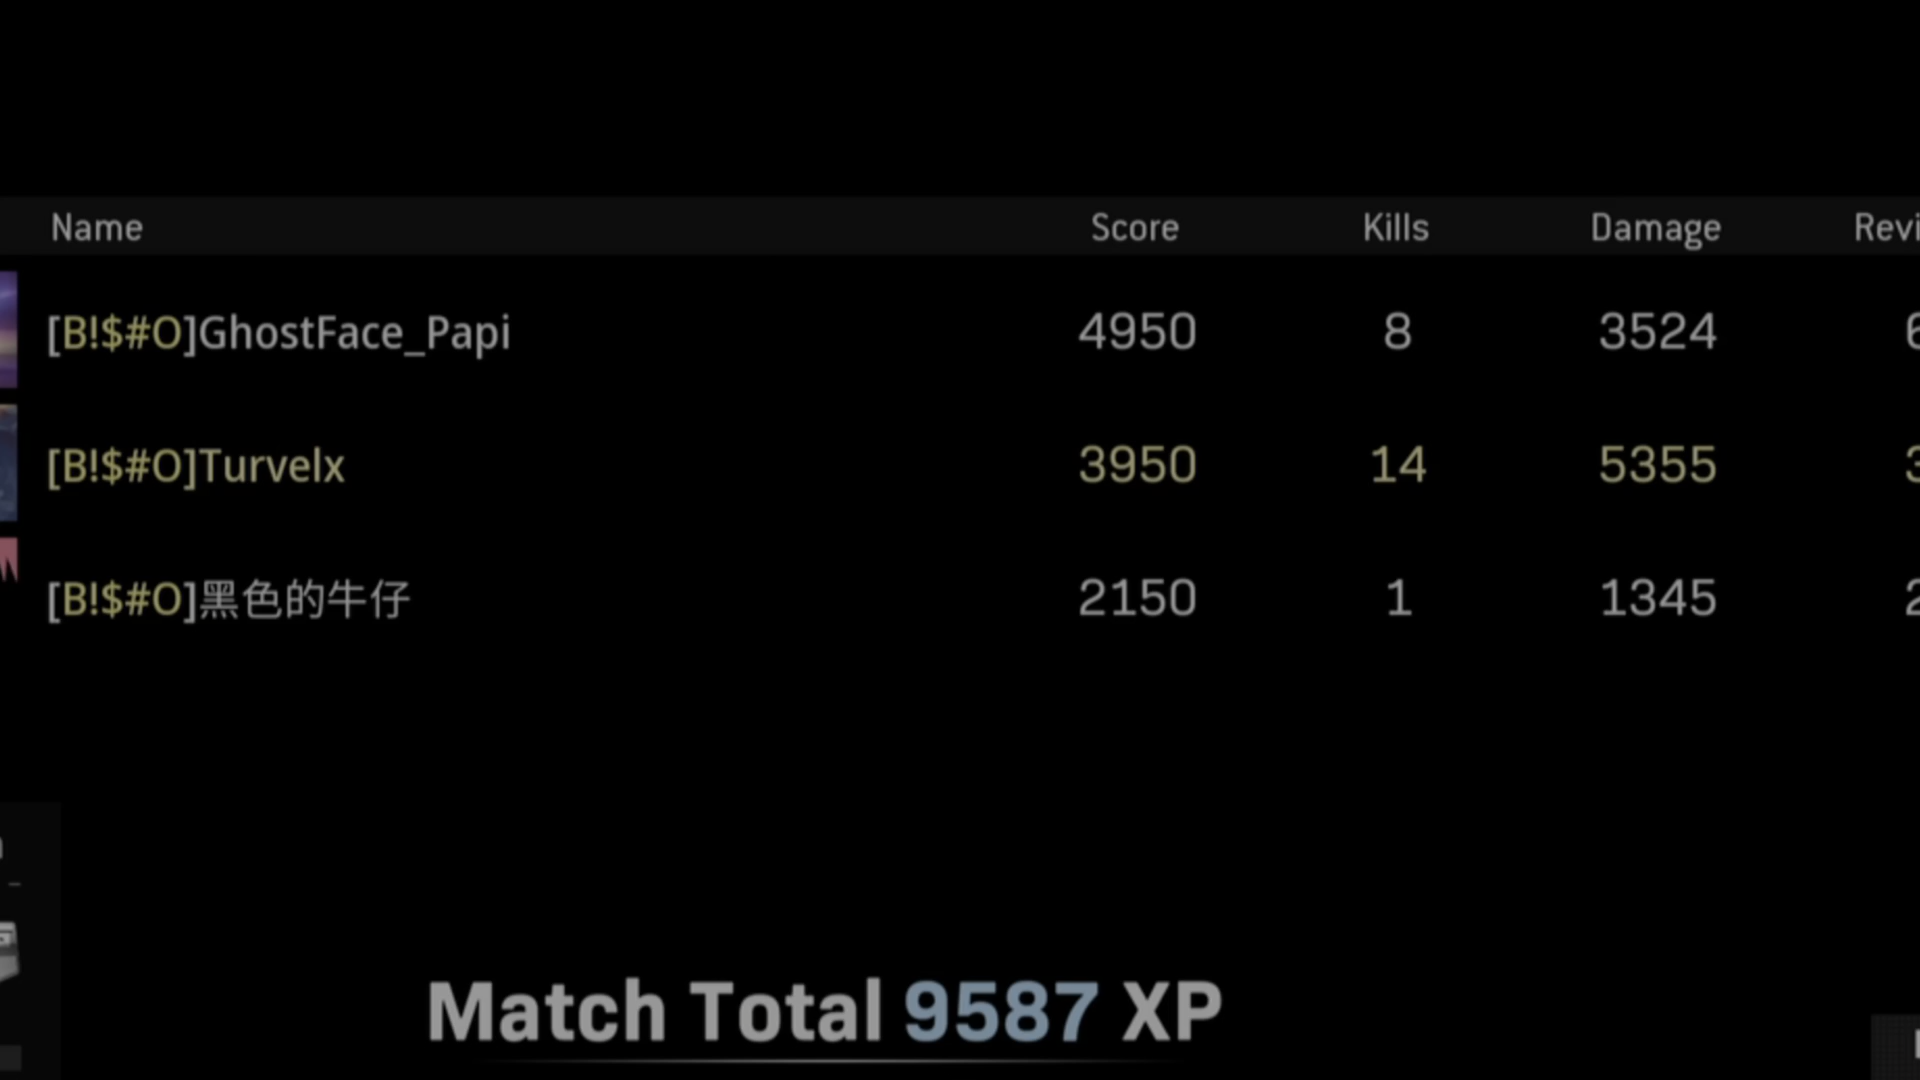 Name Score Kills Damage Revi
[B!$#O]GhostFace_Papi 4950 8 3524
[B!$#O]Turvelx 3950 14 5355
[B!$#O]黑色的牛仔 2150 1 1345
Match Total 9587 XP